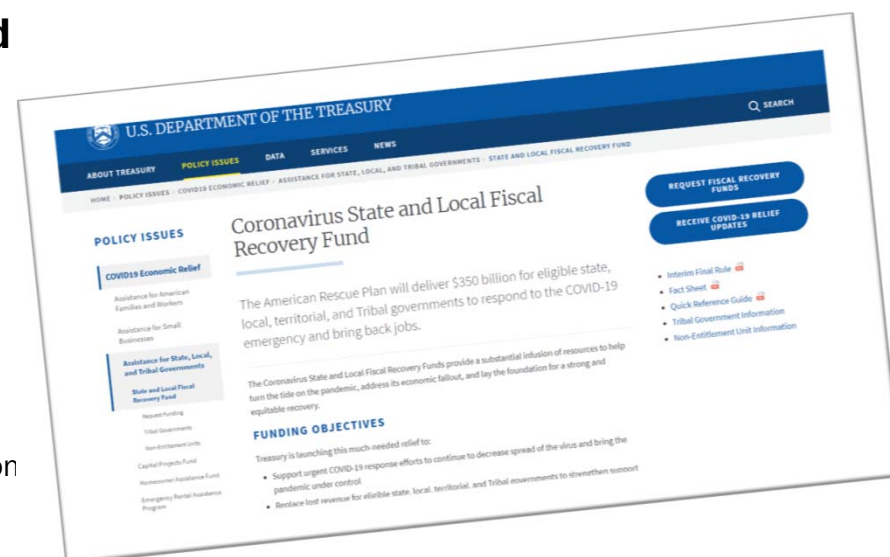 d
U.S. DEPARTMENT OF THE TREASURY
SEARCH
ABOUT TREASURY POLICY ISSUES DATA SERVICES NEWS
HOME › POLICY ISSUES › COVID19 ECONOMIC RELIEF › ASSISTANCE FOR STATE, LOCAL, AND TRIBAL GOVERNMENTS › STATE AND LOCAL FISCAL RECOVERY FUND
POLICY ISSUES
COVID19 Economic Relief
Assistance for American
Families and Workers
Assistance for Small
Businesses
Assistance for State, Local,
and Tribal Governments
State and Local Fiscal
Recovery Fund
Request Funding
Tribal Governments
Non-Entitlement Units
Capital Projects Fund
Homeowner Assistance Fund
Emergency Rental Assistance
Program
on
Coronavirus State and Local Fiscal
Recovery Fund
The American Rescue Plan will deliver $350 billion for eligible state,
local, territorial, and Tribal governments to respond to the COVID-19
emergency and bring back jobs.
The Coronavirus State and Local Fiscal Recovery Funds provide a substantial infusion of resources to help
turn the tide on the pandemic, address its economic fallout, and lay the foundation for a strong and
equitable recovery.
FUNDING OBJECTIVES
Treasury is launching this much-needed relief to:
• Support urgent COVID-19 response efforts to continue to decrease spread of the virus and bring the
pandemic under control
• Replace lost revenue for eligible state, local, territorial, and Tribal governments to strengthen support
REQUEST FISCAL RECOVERY
FUNDS
RECEIVE COVID-19 RELIEF
UPDATES
• Interim Final Rule
• Fact Sheet
• Quick Reference Guide
• Tribal Government Information
• Non-Entitlement Unit Information